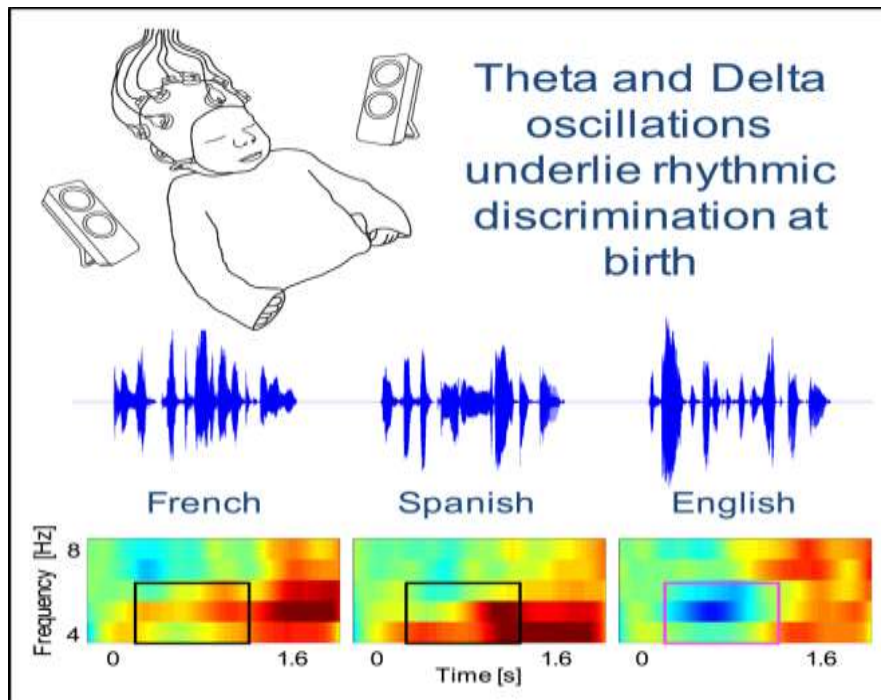 Theta and Delta
oscillations
underlie rhythmic
discrimination at
birth
French
Spanish
English
Frequency [Hz]
8
4
0
1.6
0
1.6
0
1.6
Time [s]